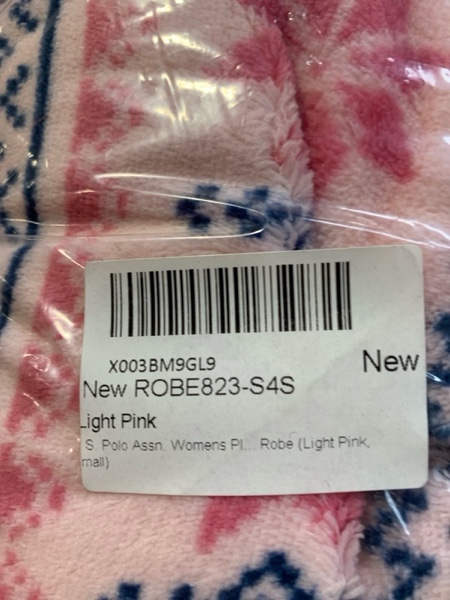 X003BM9GL9
New
New ROBE823-S4S
Light Pink
S. Polo Assn. Womens Pl... Robe (Light Pink,
mall)